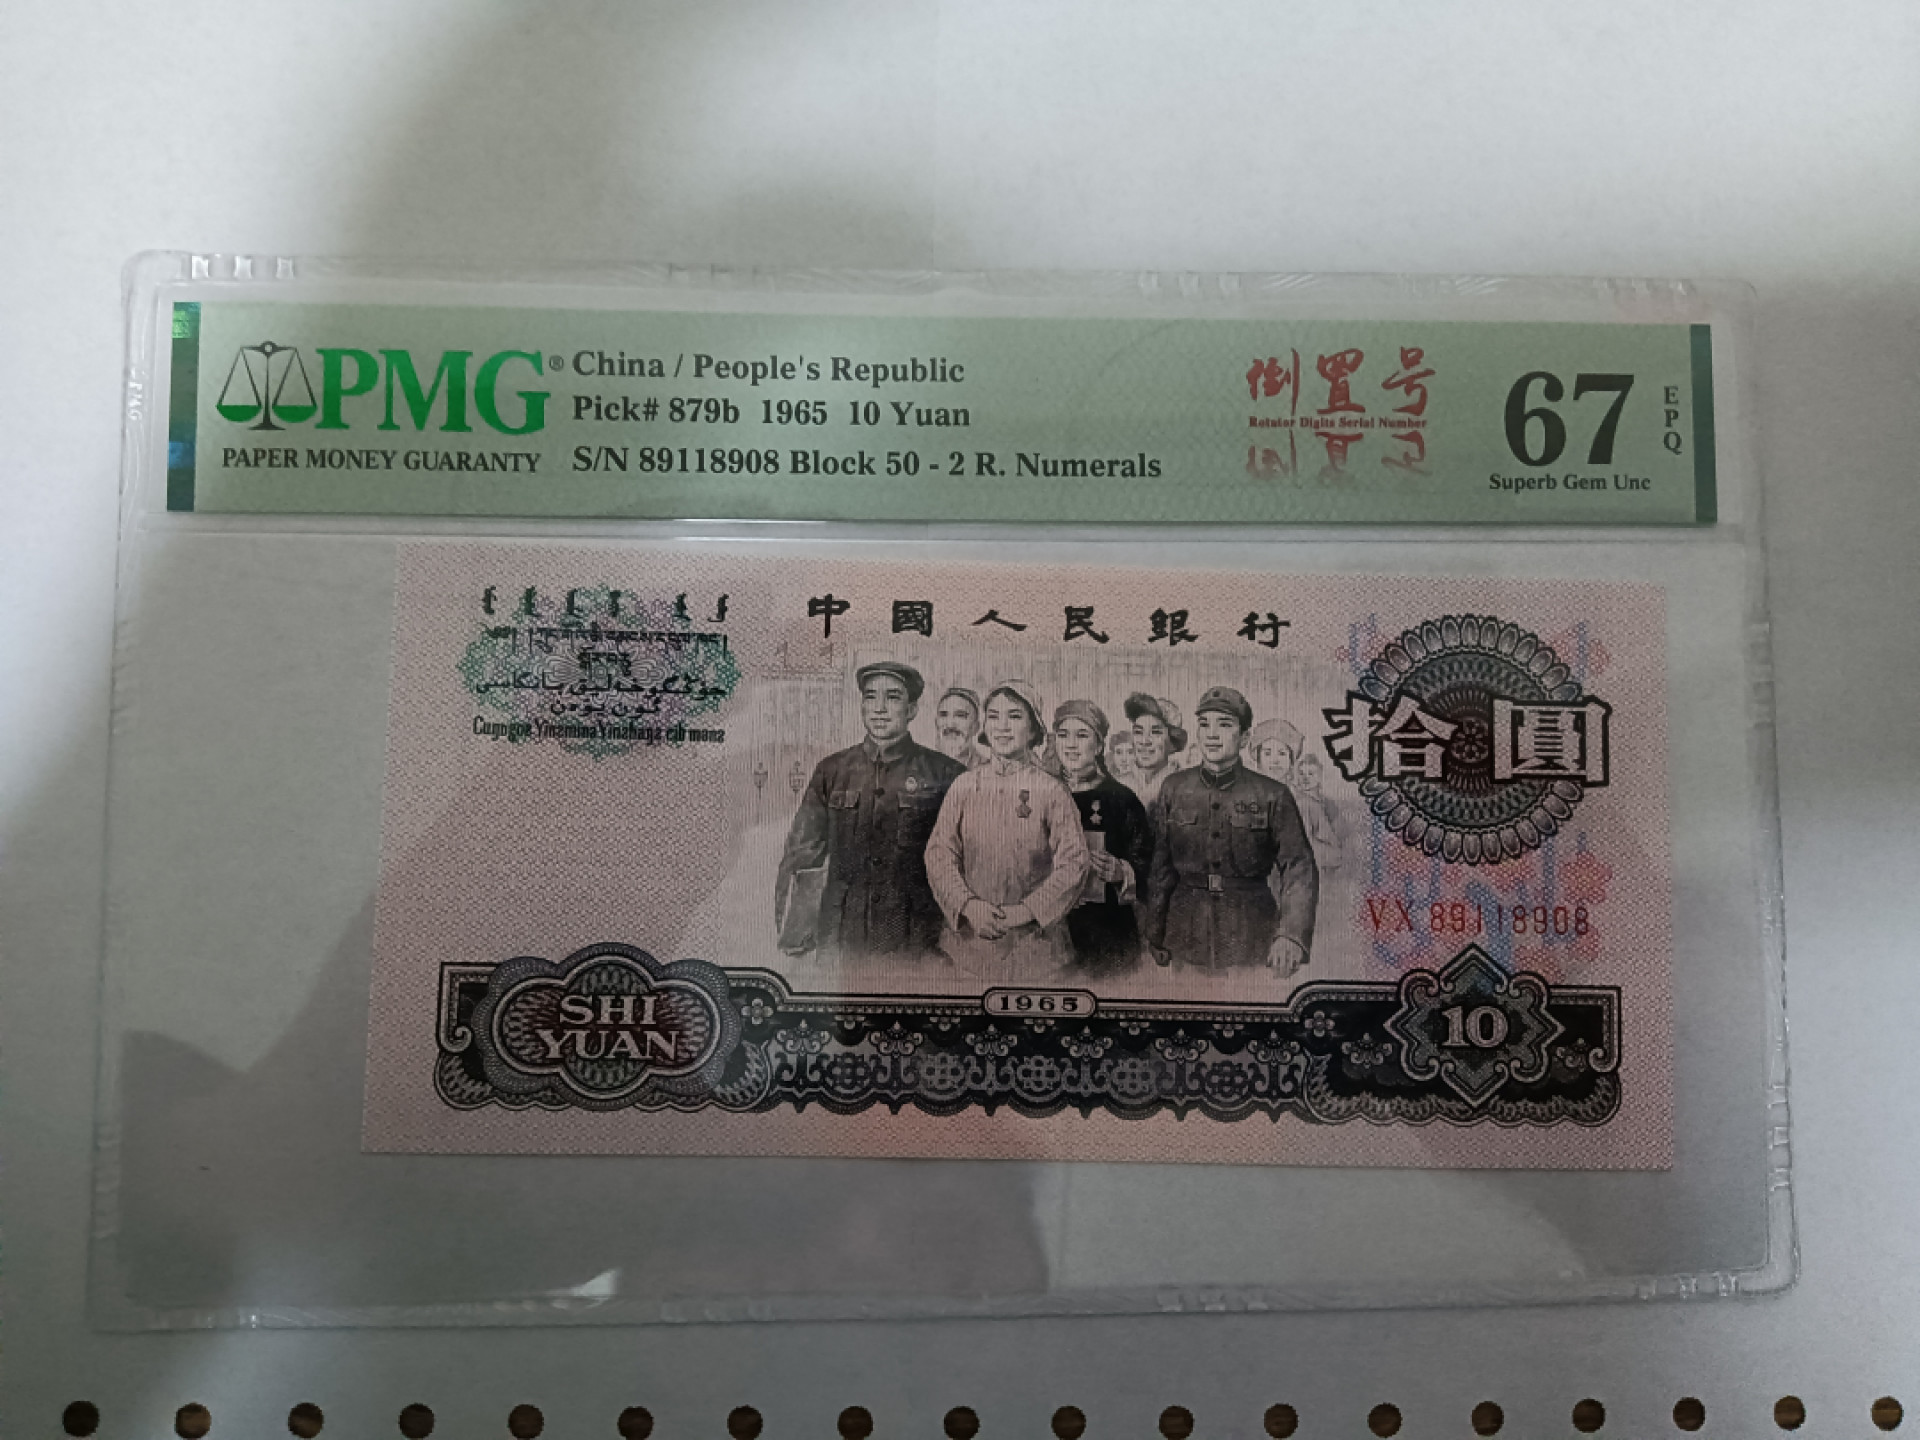 PMG®
PAPER MONEY GUARANTY
China / People's Republic
Pick# 879b 1965 10 Yuan
S/N 89118908 Block 50 - 2 R. Numerals
倒置号
Rotator Digits Serial Number
67
EPQ
Superb Gem Unc
中國人民銀行
拾圓
VX 89118908
1965
SHI
YUAN
10